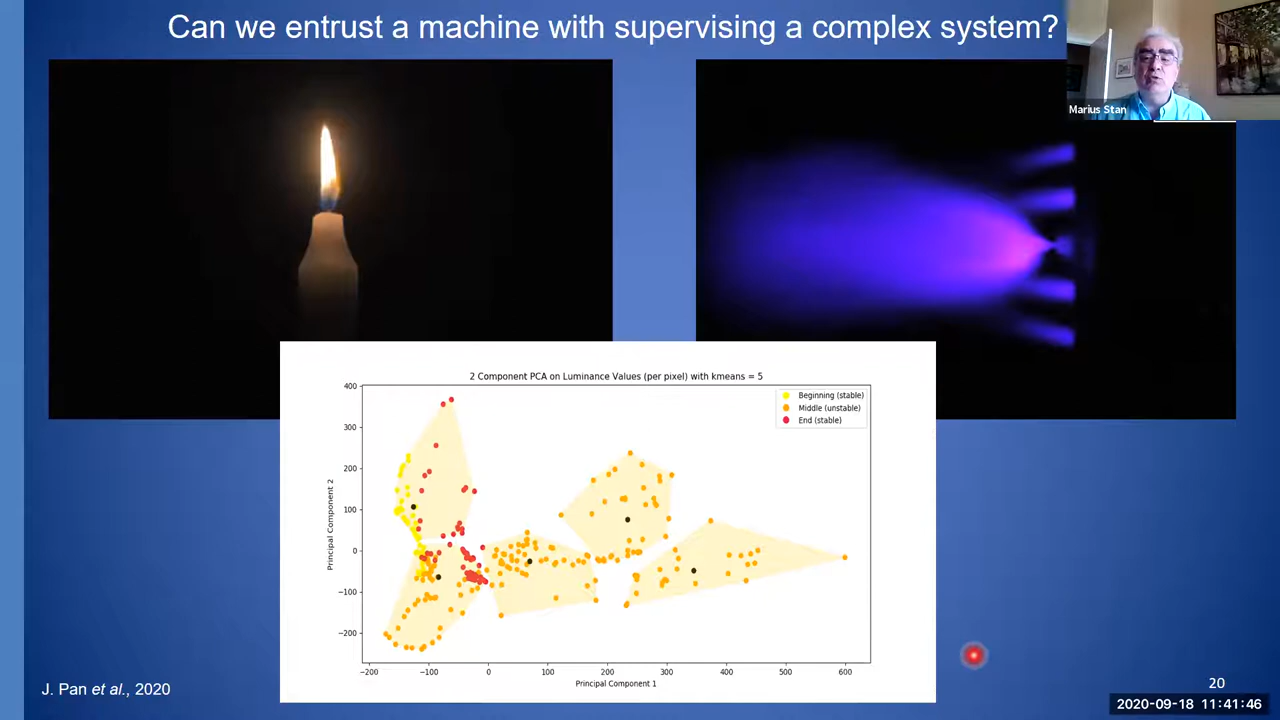 Can we entrust a machine with supervising a complex system?
Marius Stan
2 Component PCA on Luminance Values (per pixel) with kmeans = 5
Beginning (stable)
Middle (unstable)
End (stable)
Principal Component 2
400
300
200
100
0
−100
−200
−200 −100 0 100 200 300 400 500 600
Principal Component 1
J. Pan et al., 2020
20
2020-09-18 11:41:46